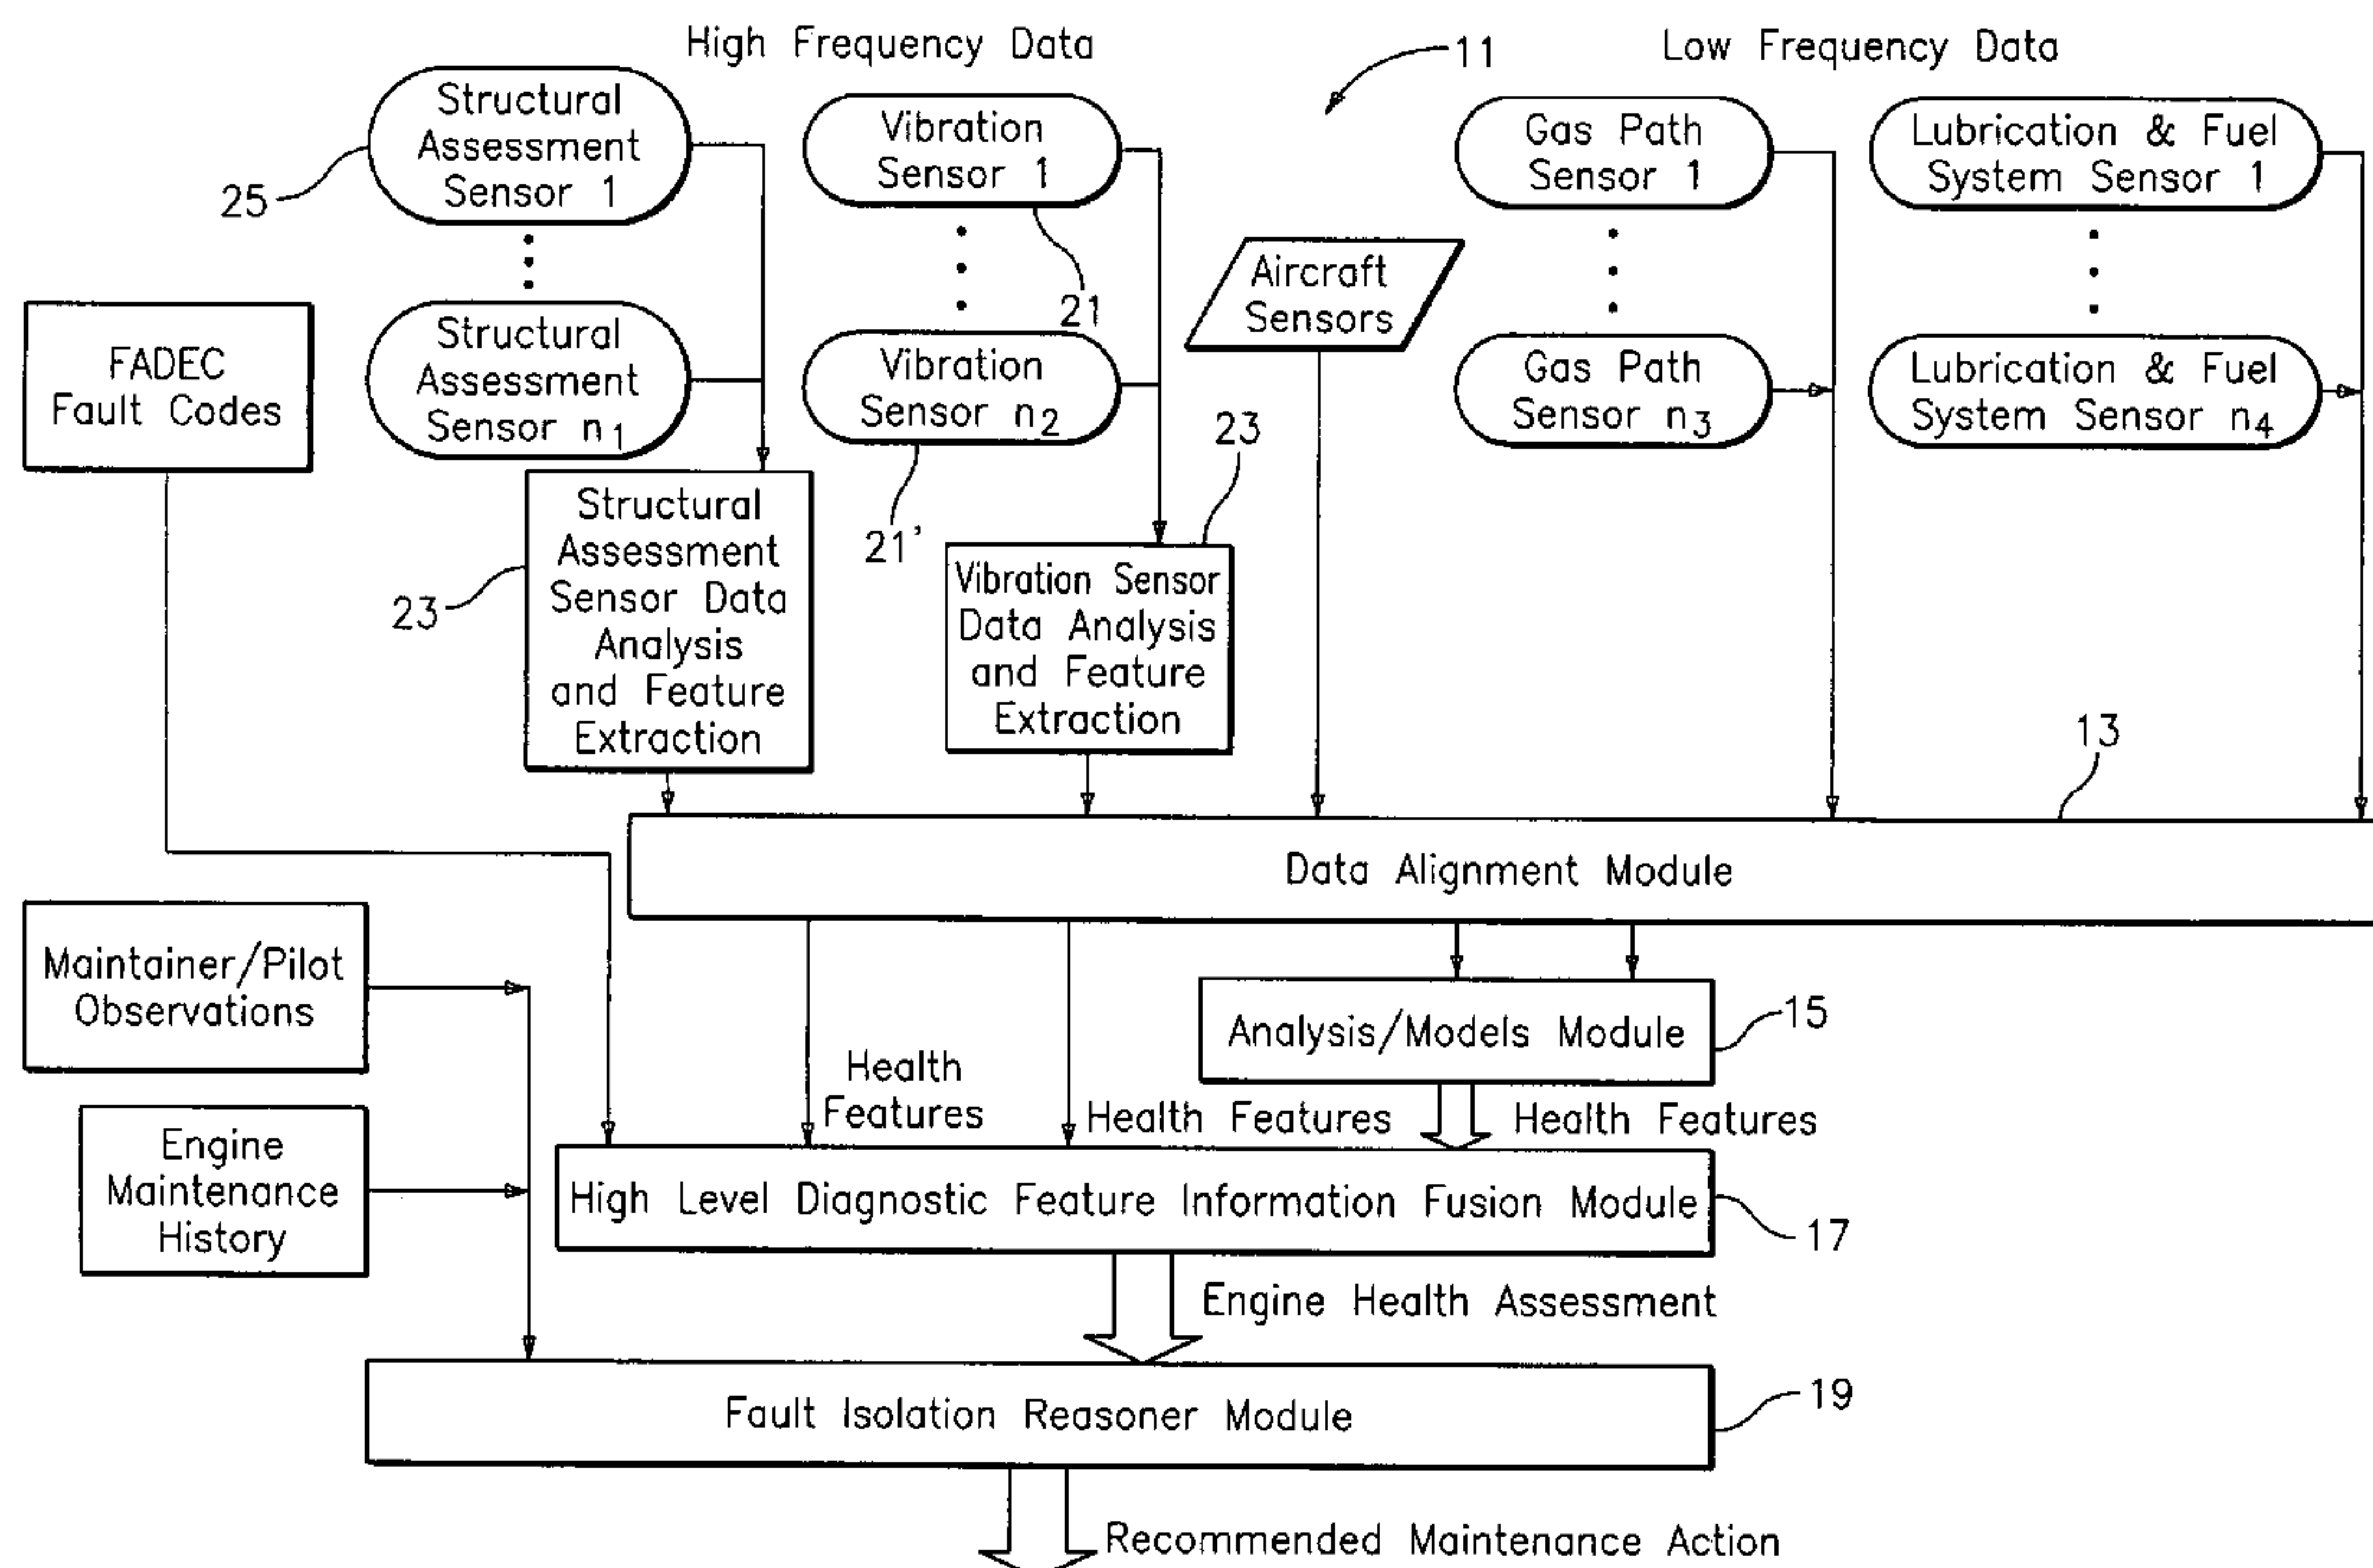 High Frequency Data
11
Low Frequency Data
Structural
Assessment
Sensor 1
25
Vibration
Sensor 1
21
Gas Path
Sensor 1
Lubrication & Fuel
System Sensor 1
Aircraft
Sensors
FADEC
Fault Codes
Structural
Assessment
Sensor n1
Vibration
Sensor n2
21'
23
Gas Path
Sensor n3
Lubrication & Fuel
System Sensor n4
Structural
Assessment
Sensor Data
Analysis
and Feature
Extraction
23
Vibration Sensor
Data Analysis
and Feature
Extraction
13
Data Alignment Module
Maintainer/Pilot
Observations
Analysis/Models Module
15
Health
Features
Health Features
Health Features
Engine
Maintenance
History
High Level Diagnostic Feature Information Fusion Module
17
Engine Health Assessment
Fault Isolation Reasoner Module
19
Recommended Maintenance Action